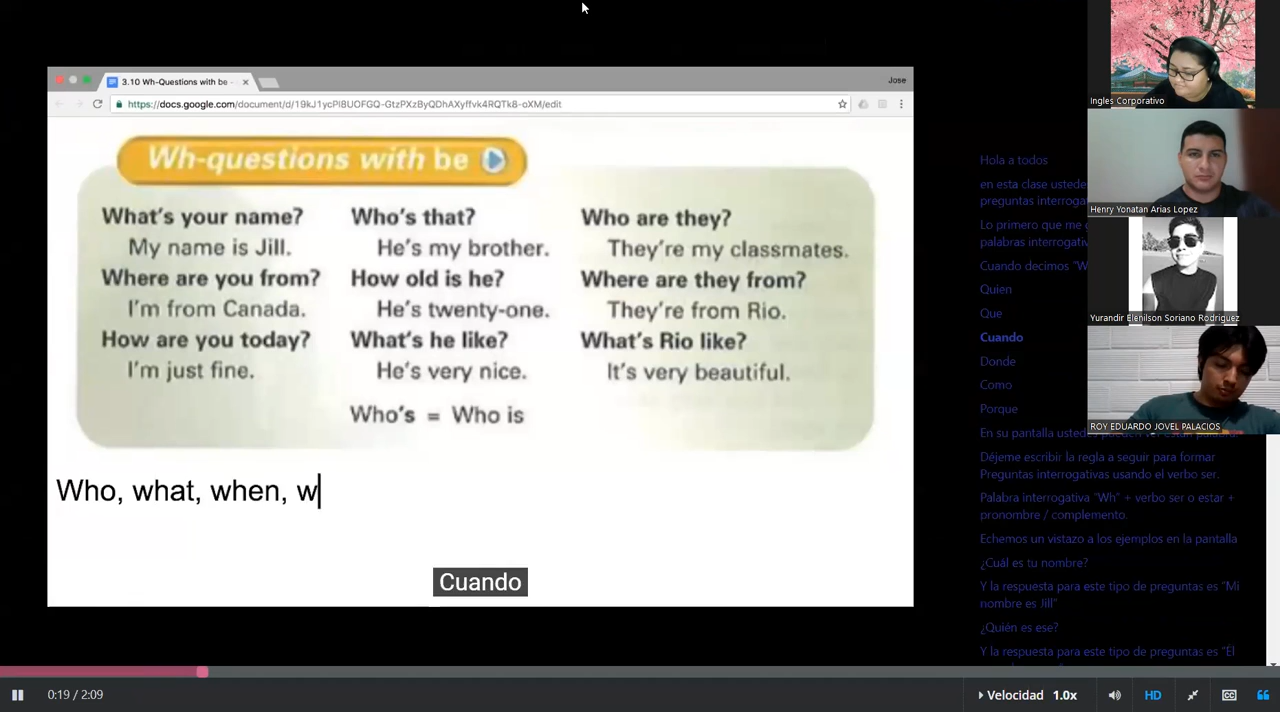 3.10 Wh-Questions with be -
Jose
https://docs.google.com/document/d/19kJ1ycPl8UOFGQ-GtzPXz8yQDhAXyffvk4RQTk8-oXM/edit
Wh-questions with be
What's your name?
My name is Jill.
Where are you from?
I'm from Canada.
How are you today?
I'm just fine.
Who's that?
He's my brother.
How old is he?
He's twenty-one.
What's he like?
He's very nice.
Who's = Who is
Who are they?
They're my classmates.
Where are they from?
They're from Rio.
What's Rio like?
It's very beautiful.
Who, what, when, w
Cuando
Hola a todos
en esta clase ustede
preguntas interroga
Lo primero que me
palabras interrogativ
Cuando decimos "W
Quien
Que
Cuando
Donde
Como
Porque
En su pantalla ustedes
Déjeme escribir la regla a seguir para formar
Preguntas interrogativas usando el verbo ser.
Palabra interrogativa "Wh" + verbo ser o estar +
pronombre / complemento.
Echemos un vistazo a los ejemplos en la pantalla
¿Cuál es tu nombre?
Y la respuesta para este tipo de preguntas es "Mi
nombre es Jill"
¿Quién es ese?
Y la respuesta para este tipo de preguntas es "Él
Ingles Corporativo
Henry Yonatan Arias Lopez
Yurandir Elenilson Soriano Rodriguez
ROY EDUARDO JOVEL PALACIOS
0:19 / 2:09
Velocidad 1.0x
HD
CC